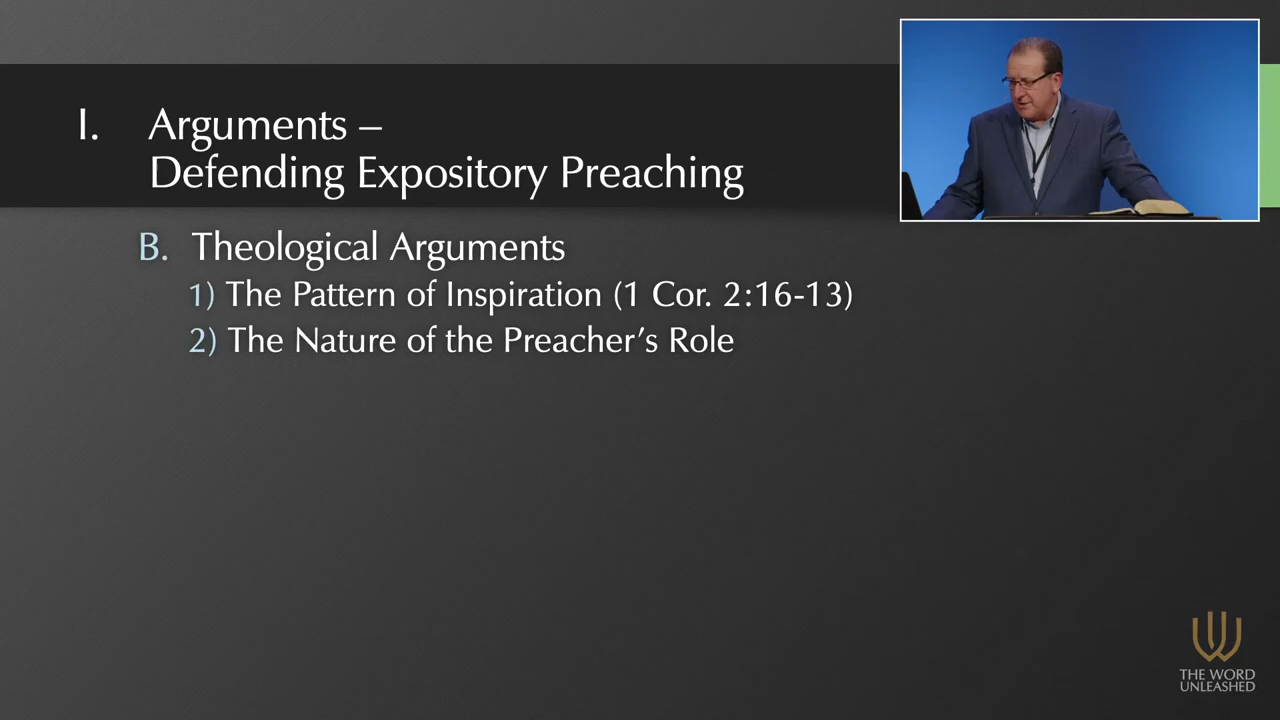 I. Arguments –
Defending Expository Preaching
B. Theological Arguments
1) The Pattern of Inspiration (1 Cor. 2:16-13)
2) The Nature of the Preacher’s Role
THE WORD
UNLEASHED